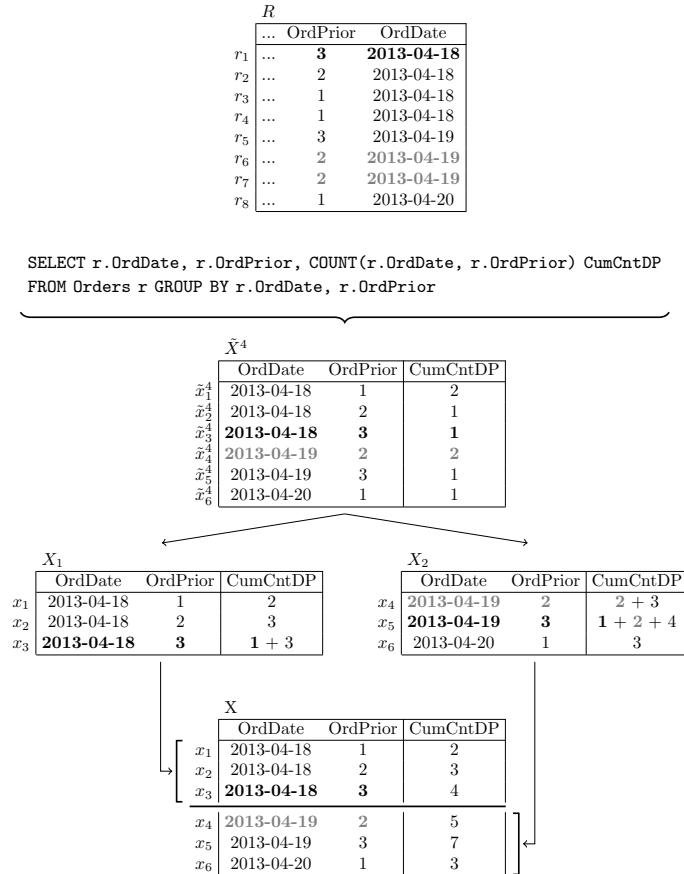 R
... OrdPrior OrdDate
r₁ ... 3 2013-04-18
r₂ ... 2 2013-04-18
r₃ ... 1 2013-04-18
r₄ ... 1 2013-04-18
r₅ ... 3 2013-04-19
r₆ ... 2 2013-04-19
r₇ ... 2 2013-04-19
r₈ ... 1 2013-04-20
SELECT r.OrdDate, r.OrdPrior, COUNT(r.OrdDate, r.OrdPrior) CumCntDP
FROM Orders r GROUP BY r.OrdDate, r.OrdPrior
X̃⁴
OrdDate OrdPrior CumCntDP
x̃₁⁴ 2013-04-18 1 2
x̃₂⁴ 2013-04-18 2 1
x̃₃⁴ 2013-04-18 3 1
x̃₄⁴ 2013-04-19 2 2
x̃₅⁴ 2013-04-19 3 1
x̃₆⁴ 2013-04-20 1 1
X₁
OrdDate OrdPrior CumCntDP
x₁ 2013-04-18 1 2
x₂ 2013-04-18 2 3
x₃ 2013-04-18 3 1 + 3
X₂
OrdDate OrdPrior CumCntDP
x₄ 2013-04-19 2 2 + 3
x₅ 2013-04-19 3 1 + 2 + 4
x₆ 2013-04-20 1 3
X
OrdDate OrdPrior CumCntDP
x₁ 2013-04-18 1 2
x₂ 2013-04-18 2 3
x₃ 2013-04-18 3 4
x₄ 2013-04-19 2 5
x₅ 2013-04-19 3 7
x₆ 2013-04-20 1 3